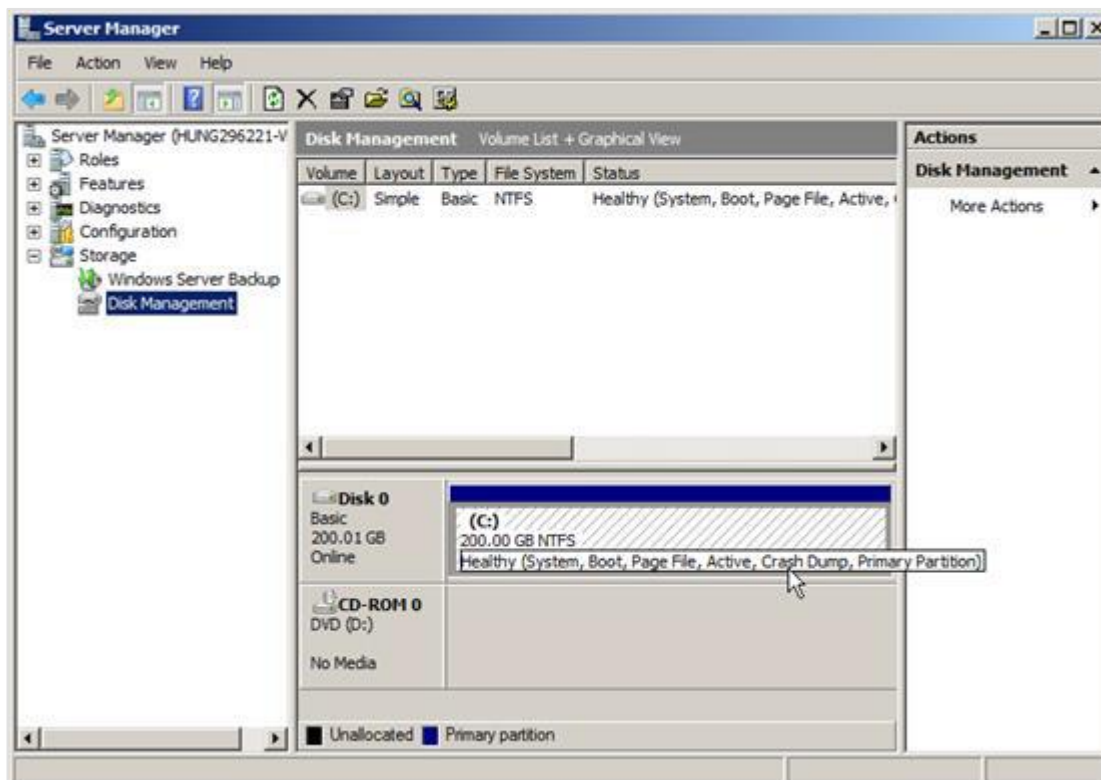 Server Manager
File Action View Help
Server Manager (HUNG296221-V
Roles
Features
Diagnostics
Configuration
Storage
Windows Server Backup
Disk Management
Disk Management Volume List + Graphical View
Volume Layout Type File System Status
(C:) Simple Basic NTFS Healthy (System, Boot, Page File, Active,
Disk 0
Basic
200.01 GB
Online
(C:)
200.00 GB NTFS
Healthy (System, Boot, Page File, Active, Crash Dump, Primary Partition)
CD-ROM 0
DVD (D:)
No Media
Unallocated Primary partition
Actions
Disk Management
More Actions